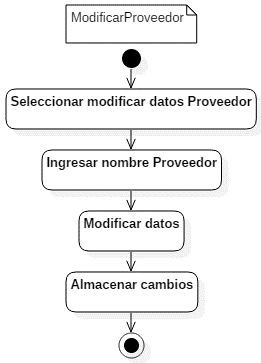 ModificarProveedor
Seleccionar modificar datos Proveedor
Ingresar nombre Proveedor
Modificar datos
Almacenar cambios